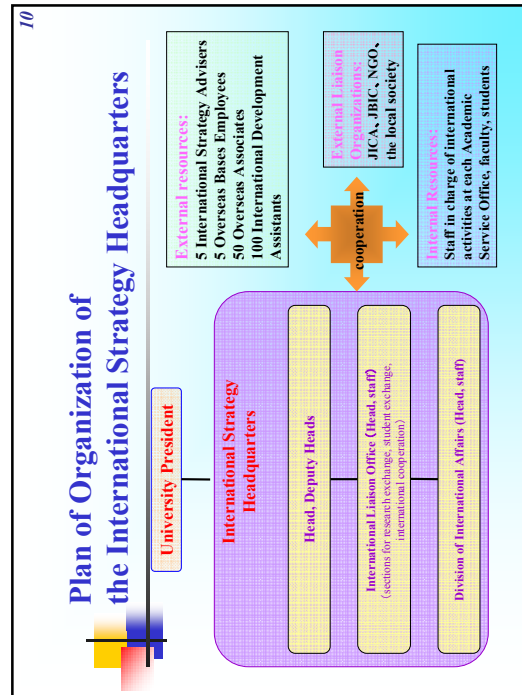 10
Plan of Organization of
the International Strategy Headquarters
University President
International Strategy
Headquarters
Head, Deputy Heads
International Liaison Office (Head, staff)
(sections for research exchange, student exchange,
international cooperation)
Division of International Affairs (Head, staff)
cooperation
External resources:
5 International Strategy Advisers
5 Overseas Bases Employees
50 Overseas Associates
100 International Development
Assistants
External Liaison
Organizations:
JICA、JBIC、NGO、
the local society
Internal Resources:
Staff in charge of international
activities at each Academic
Service Office, faculty, students